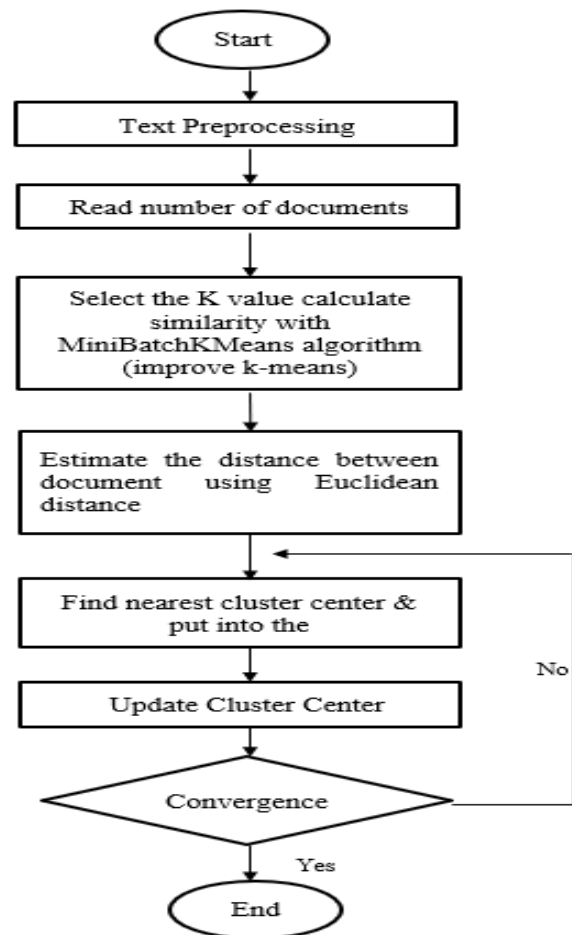 Start
Text Preprocessing
Read number of documents
Select the K value calculate
similarity with
MiniBatchKMeans algorithm
(improve k-means)
Estimate the distance between
document using Euclidean
distance
Find nearest cluster center &
put into the
No
Update Cluster Center
Convergence
Yes
End